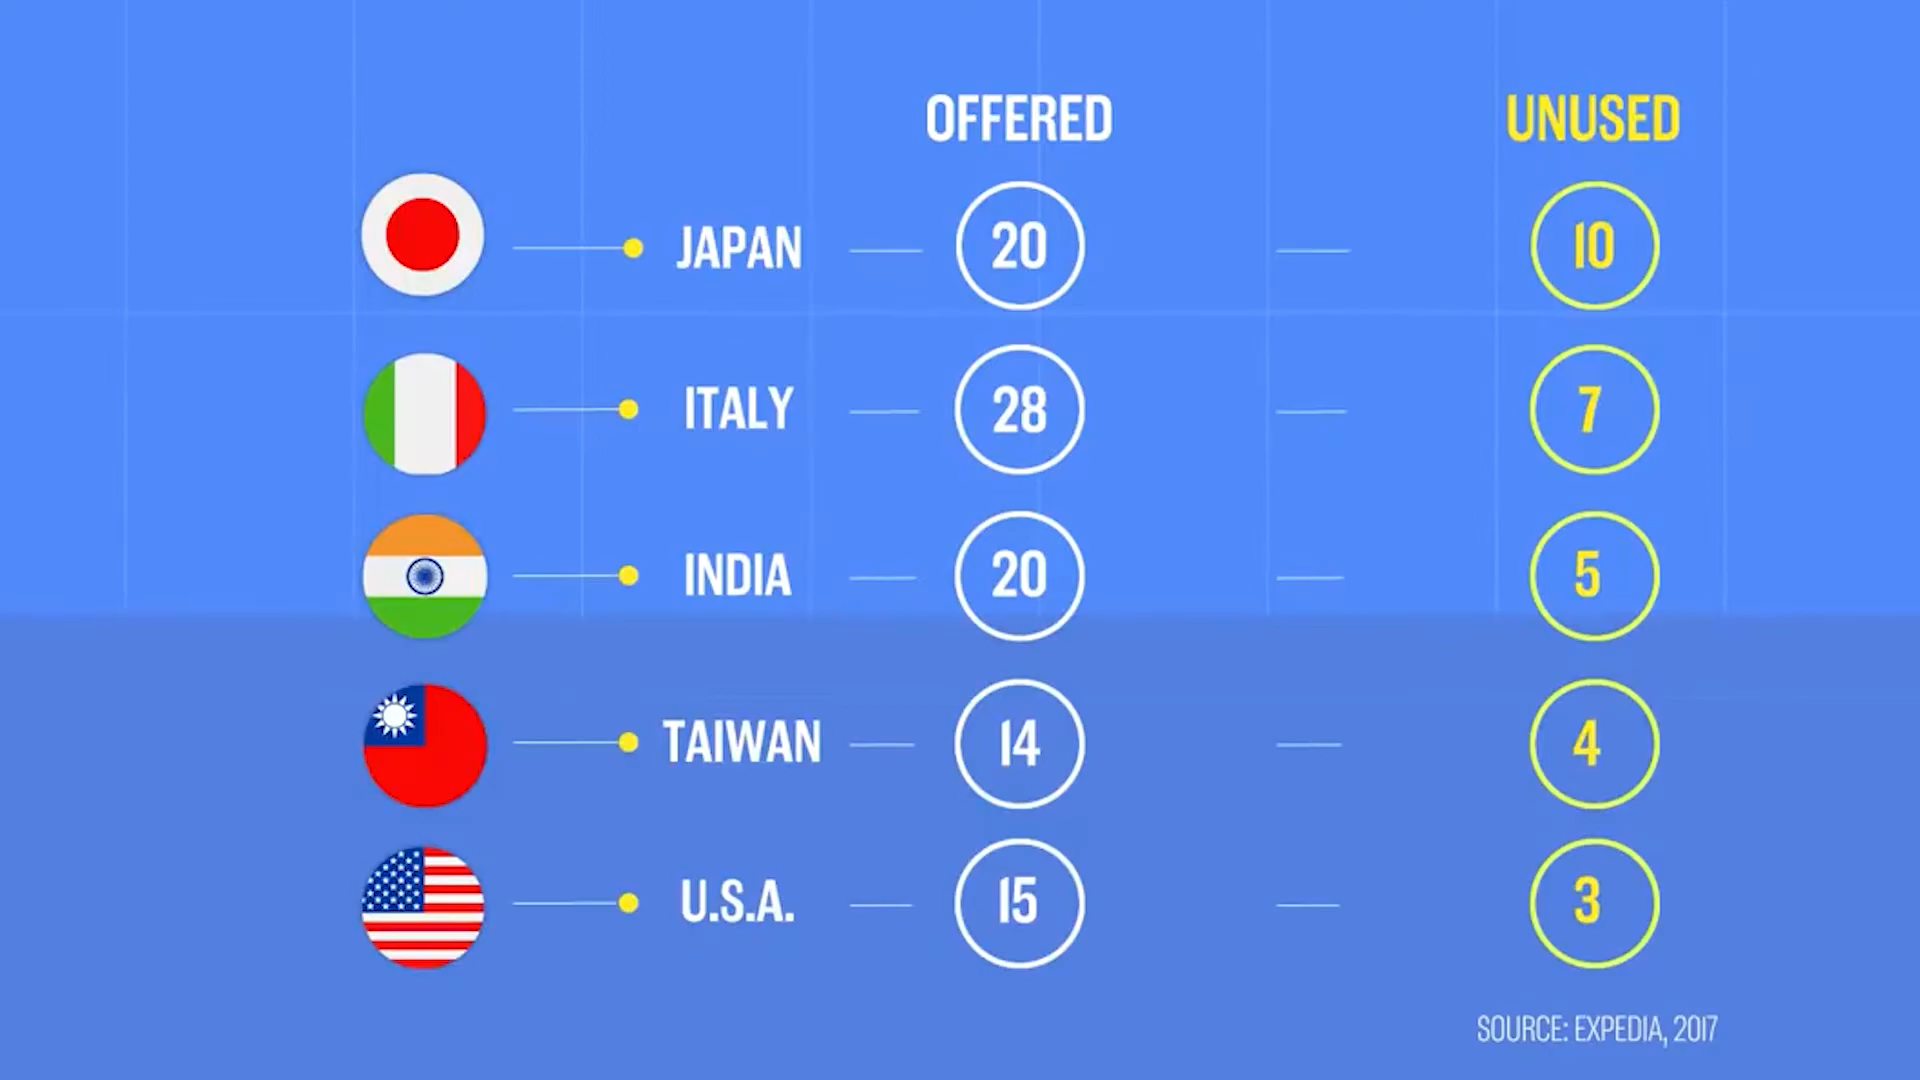 OFFERED UNUSED
JAPAN 20 10
ITALY 28 7
INDIA 20 5
TAIWAN 14 4
U.S.A. 15 3
SOURCE: EXPEDIA, 2017